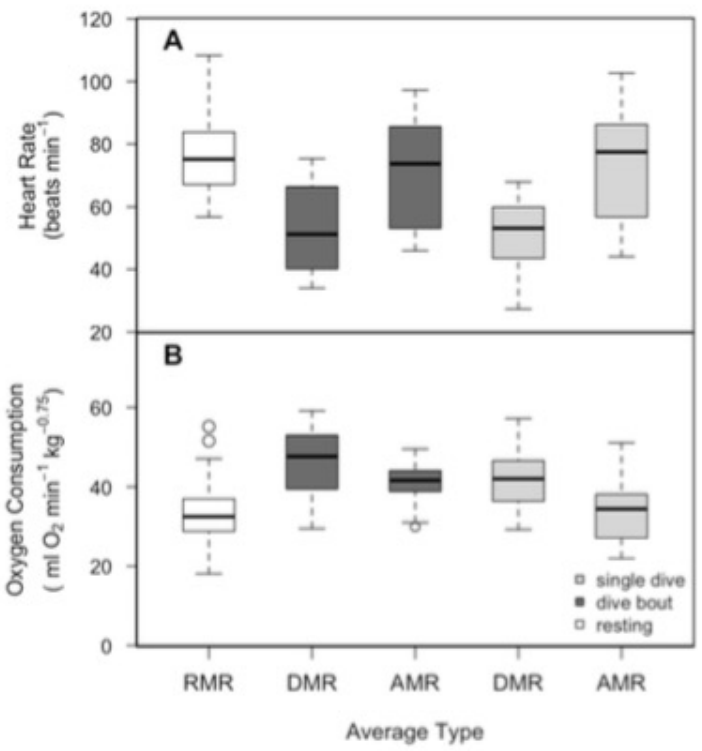 A
120
100
80
60
40
20
Heart Rate
(beats min⁻¹)
B
60
40
20
0
Oxygen Consumption
( ml O₂ min⁻¹ kg⁻⁰·⁷⁵)
single dive
dive bout
resting
RMR DMR AMR DMR AMR
Average Type